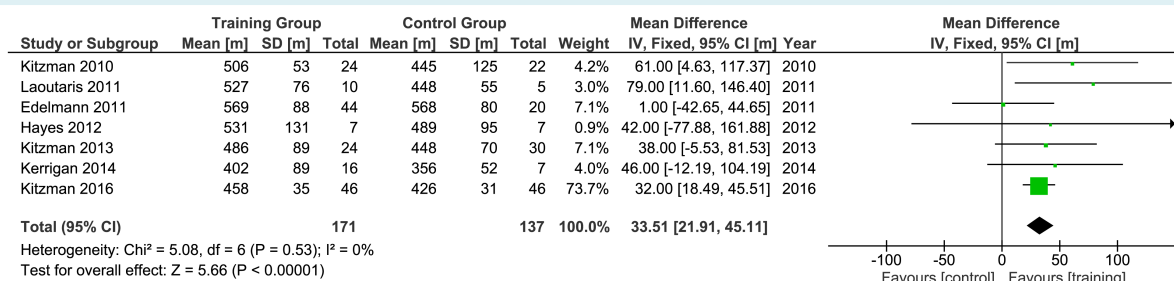 Training Group Control Group Mean Difference Mean Difference
Study or Subgroup Mean [m] SD [m] Total Mean [m] SD [m] Total Weight IV, Fixed, 95% CI [m] Year IV, Fixed, 95% CI [m]
Kitzman 2010 506 53 24 445 125 22 4.2% 61.00 [4.63, 117.37] 2010
Laoutaris 2011 527 76 10 448 55 5 3.0% 79.00 [11.60, 146.40] 2011
Edelmann 2011 569 88 44 568 80 20 7.1% 1.00 [-42.65, 44.65] 2011
Hayes 2012 531 131 7 489 95 7 0.9% 42.00 [-77.88, 161.88] 2012
Kitzman 2013 486 89 24 448 70 30 7.1% 38.00 [-5.53, 81.53] 2013
Kerrigan 2014 402 89 16 356 52 7 4.0% 46.00 [-12.19, 104.19] 2014
Kitzman 2016 458 35 46 426 31 46 73.7% 32.00 [18.49, 45.51] 2016
Total (95% CI) 171 137 100.0% 33.51 [21.91, 45.11]
Heterogeneity: Chi² = 5.08, df = 6 (P = 0.53); I² = 0%
Test for overall effect: Z = 5.66 (P < 0.00001)
-100 -50 0 50 100
Favours [control] Favours [training]